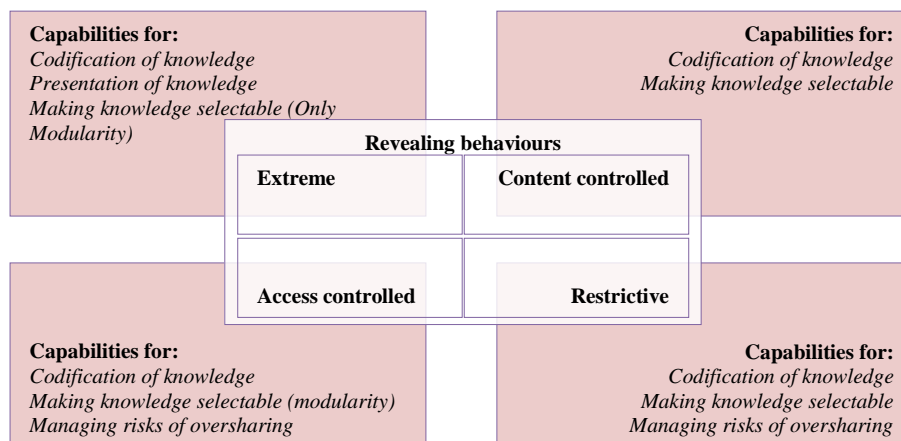 Capabilities for:
Codification of knowledge
Presentation of knowledge
Making knowledge selectable (Only
Modularity)
Capabilities for:
Codification of knowledge
Making knowledge selectable
Revealing behaviours
Extreme
Content controlled
Access controlled
Restrictive
Capabilities for:
Codification of knowledge
Making knowledge selectable (modularity)
Managing risks of oversharing
Capabilities for:
Codification of knowledge
Making knowledge selectable
Managing risks of oversharing